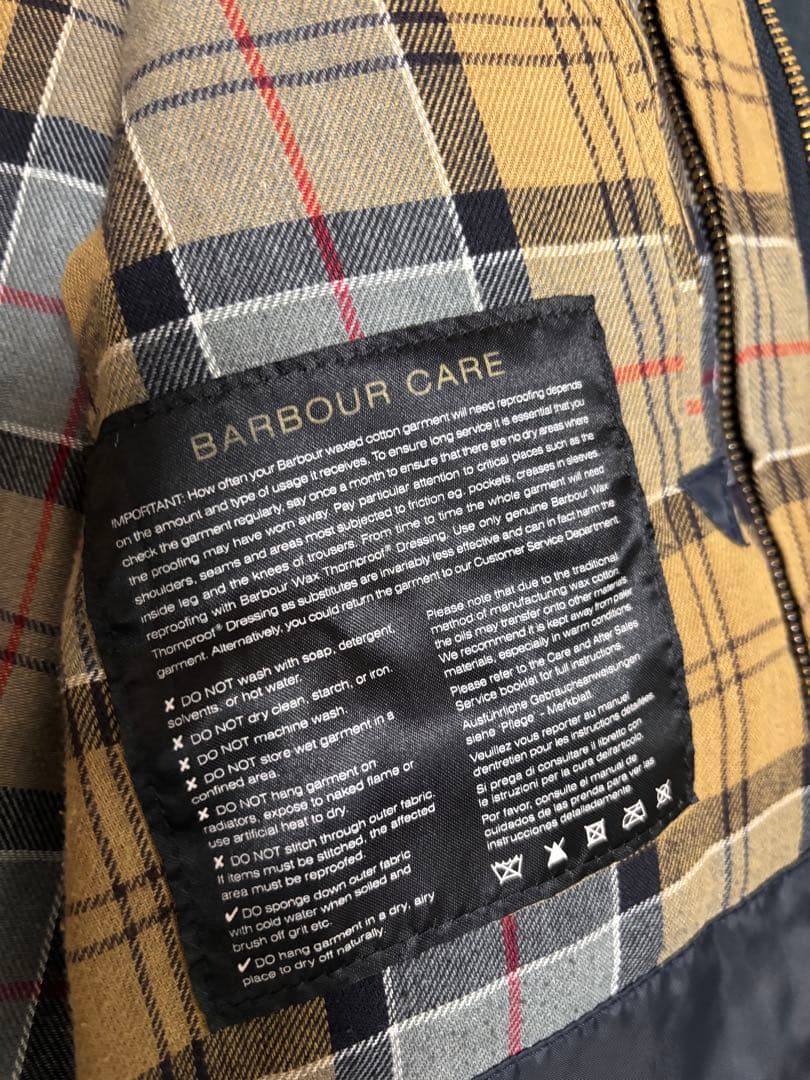 BARBOUR CARE
IMPORTANT: How often your Barbour waxed cotton garment will need reproofing depends
on the amount and type of usage it receives. To ensure long service it is essential that you
check the garment regularly, say once a month to ensure that there are no dry areas where
the proofing may have worn away. Pay particular attention to critical places such as the
shoulders, seams and areas most subjected to friction eg. pockets, creases in sleeves,
inside leg and the knees of trousers. From time to time the whole garment will need
reproofing with Barbour Wax Thornproof® Dressing. Use only genuine Barbour Wax
Thornproof® Dressing as substitutes are invariably less effective and can in fact harm the
garment. Alternatively, you could return the garment to our Customer Service Department.
✘ DO NOT wash with soap, detergent,
solvents, or hot water.
✘ DO NOT dry clean, starch, or iron.
✘ DO NOT machine wash.
✘ DO NOT store wet garment in a
confined area.
✘ DO NOT hang garment on
radiators, expose to naked flame or
use artificial heat to dry.
✘ DO NOT stitch through outer fabric.
If items must be stitched, the affected
area must be reproofed.
✔ DO sponge down outer fabric
with cold water when soiled and
brush off grit etc.
✔ DO hang garment in a dry, airy
place to dry off naturally.
Please note that due to the traditional
method of manufacturing wax cotton,
the oils may transfer onto other materials.
We recommend it is kept away from paler
materials, especially in warm conditions.
Please refer to the Care and After Sales
Service booklet for full instructions.
Ausführliche Gebrauchsanweisungen
siehe "Pflege" - Merkblatt
Veuillez vous reporter au manuel
d'entretien pour les instructions détaillées
Si prega di consultare il libretto con
le istruzioni per la cura dell'articolo.
Por favor, consulte el manual de
cuidados de las prenda para ver las
instrucciones detalladamente